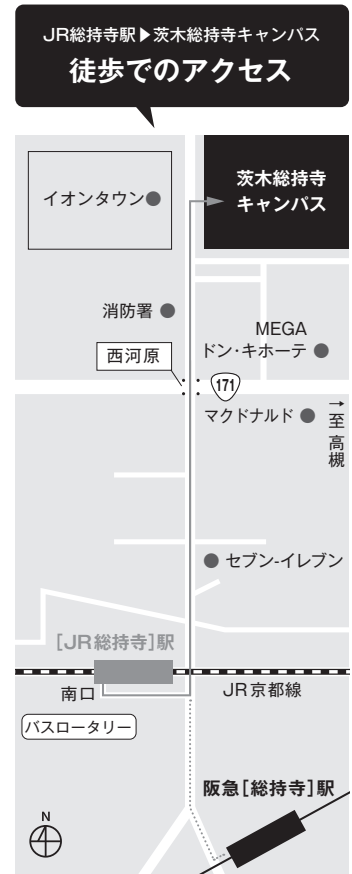 JR総持寺駅▶茨木総持寺キャンパス
徒歩でのアクセス
茨木総持寺
キャンパス
イオンタウン
消防署
MEGA
ドン・キホーテ
西河原
171
マクドナルド
→至高槻
セブン-イレブン
[JR総持寺]駅
南口
JR京都線
バスロータリー
阪急[総持寺]駅
N